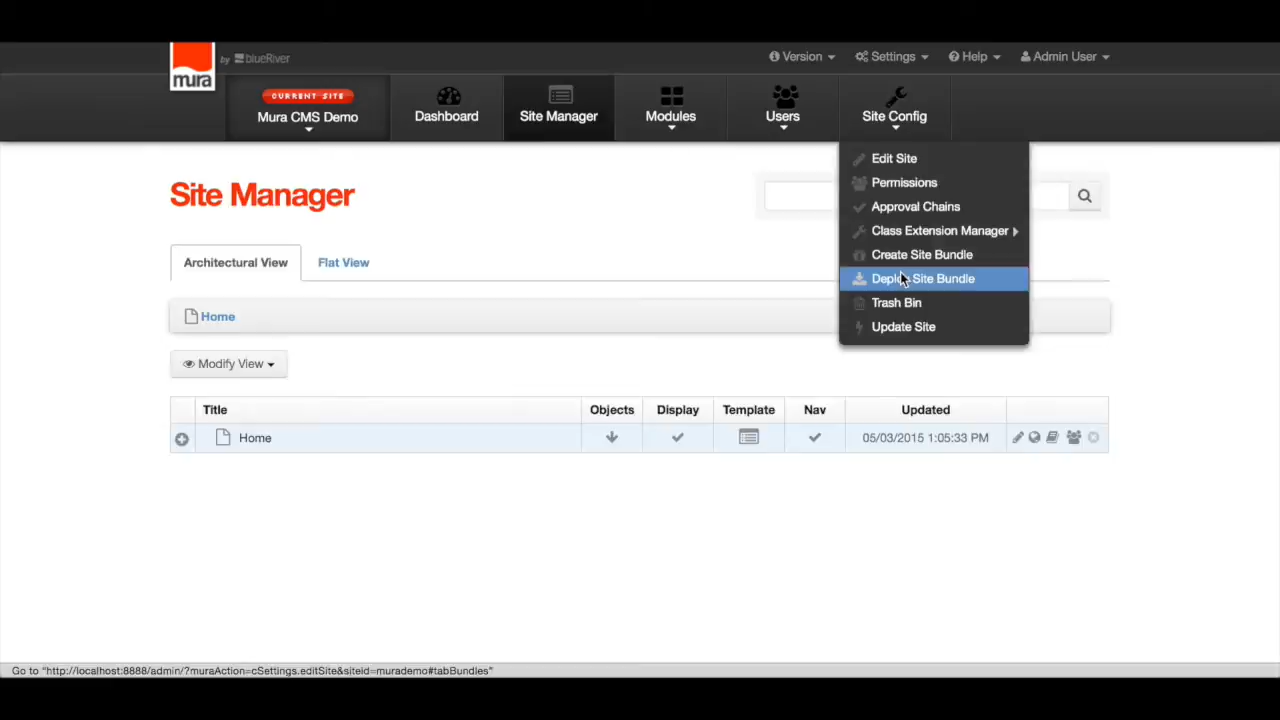 mura by blueRiver
Version Settings Help Admin User
CURRENT SITE
Mura CMS Demo
Dashboard
Site Manager
Modules
Users
Site Config
Edit Site
Permissions
Approval Chains
Class Extension Manager
Create Site Bundle
Deploy Site Bundle
Trash Bin
Update Site
Site Manager
Architectural View Flat View
Home
Modify View
Title Objects Display Template Nav Updated
Home 05/03/2015 1:05:33 PM
Go to "http://localhost:8888/admin/?muraAction=cSettings.editSite&siteid=murademo#tabBundles"